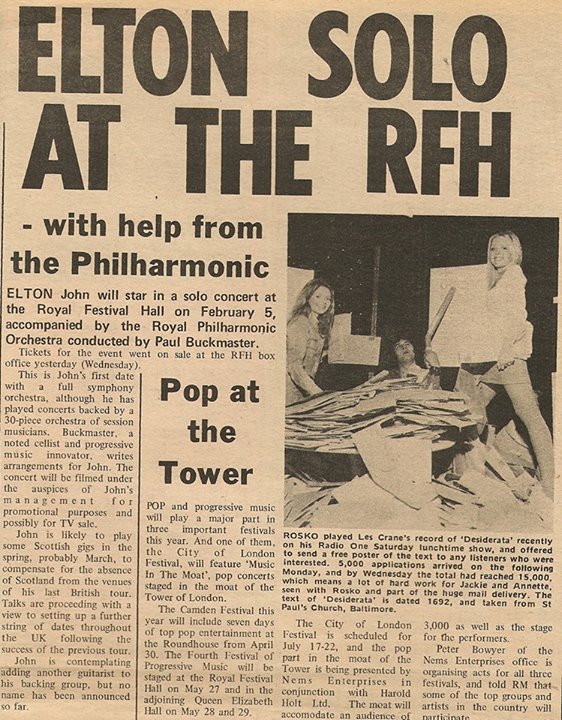 ELTON SOLO
AT THE RFH
- with help from
the Philharmonic
ELTON John will star in a solo concert at
the Royal Festival Hall on February 5,
accompanied by the Royal Philharmonic
Orchestra conducted by Paul Buckmaster.
Tickets for the event went on sale at the RFH box
office yesterday (Wednesday).
This is John's first date
with a full symphony
orchestra, although he has
played concerts backed by a
30-piece orchestra of session
musicians. Buckmaster, a
noted cellist and progressive
music innovator, writes
arrangements for John. The
concert will be filmed under
the auspices of John's
management for
promotional purposes and
possibly for TV sale.
John is likely to play
some Scottish gigs in the
spring, probably March, to
compensate for the absence
of Scotland from the venues
of his last British tour.
Talks are proceeding with a
view to setting up a further
string of dates throughout
the UK following the
success of the previous tour.
John is contemplating
adding another guitarist to
his backing group, but no
name has been announced
so far.
Pop at
the
Tower
POP and progressive music
will play a major part in
three important festivals
this year. And one of them,
the City of London
Festival, will feature 'Music
In The Moat', pop concerts
staged in the moat of the
Tower of London.
The Camden Festival this
year will include seven days
of top pop entertainment at
the Roundhouse from April
30. The Fourth Festival of
Progressive Music will be
staged at the Royal Festival
Hall on May 27 and in the
adjoining Queen Elizabeth
Hall on May 28 and 29.
ROSKO played Les Crane's record of 'Desiderata' recently
on his Radio One Saturday lunchtime show, and offered
to send a free poster of the text to any listeners who were
interested. 5,000 applications arrived on the following
Monday, and by Wednesday the total had reached 15,000,
which means a lot of hard work for Jackie and Annette,
seen with Rosko and part of the huge mail delivery. The
text of 'Desiderata' is dated 1692, and taken from St
Paul's Church, Baltimore.
The City of London
Festival is scheduled for
July 17-22, and the pop
part in the moat of the
Tower is being presented by
Nems Enterprises in
conjunction with Harold
Holt Ltd. The moat will
accomodate an audience of
3,000 as well as the stage
for the performers.
Peter Bowyer of the
Nems Enterprises office is
organising acts for all three
festivals, and told RM that
some of the top groups and
artists in the country will
participate